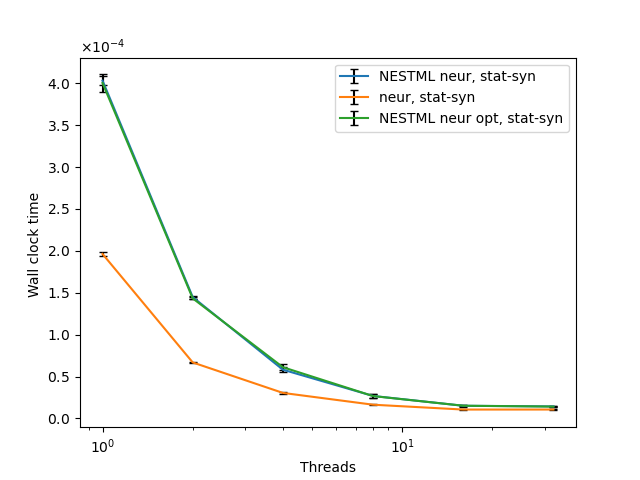 ×10⁻⁴
4.0
3.5
3.0
2.5
2.0
1.5
1.0
0.5
0.0
Wall clock time
NESTML neur, stat-syn
neur, stat-syn
NESTML neur opt, stat-syn
10⁰
10¹
Threads